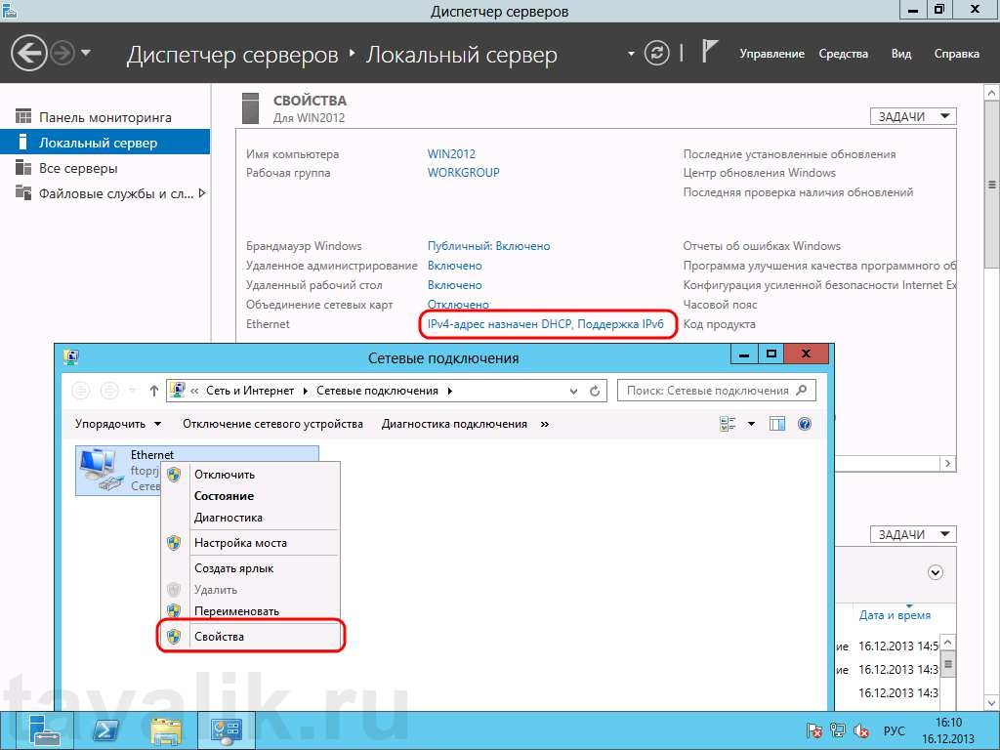 Диспетчер серверов
Диспетчер серверов ‣ Локальный сервер
Управление Средства Вид Справка
Панель мониторинга
Локальный сервер
Все серверы
Файловые службы и сл...
СВОЙСТВА
Для WIN2012
ЗАДАЧИ
Имя компьютера WIN2012 Последние установленные обновления
Рабочая группа WORKGROUP Центр обновления Windows
Последняя проверка наличия обновлений
Брандмауэр Windows Публичный: Включено Отчеты об ошибках Windows
Удаленное администрирование Включено Программа улучшения качества программного об
Удаленный рабочий стол Включено Конфигурация усиленной безопасности Internet Ex
Объединение сетевых карт Отключено Часовой пояс
Ethernet IPv4-адрес назначен DHCP, Поддержка IPv6 Код продукта
Сетевые подключения
« Сеть и Интернет ‣ Сетевые подключения ‣
Поиск: Сетевые подключения
Упорядочить Отключение сетевого устройства Диагностика подключения »
Ethernet
ftoprj
Сетев
Отключить
Состояние
Диагностика
Настройка моста
Создать ярлык
Удалить
Переименовать
Свойства
ЗАДАЧИ
Дата и время
ие 16.12.2013 14:5
ие 16.12.2013 14:3
16.12.2013 14:3
tavalik.ru
РУС
16:10
16.12.2013